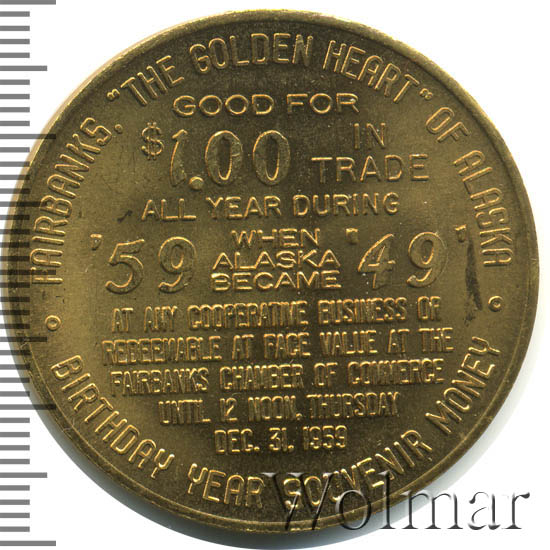 FAIRBANKS, "THE GOLDEN HEART" OF ALASKA
GOOD FOR
$1.00 IN TRADE
ALL YEAR DURING
'59 WHEN ALASKA BECAME "49"
AT ANY COOPERATIVE BUSINESS OR
REDEEMABLE AT FACE VALUE AT THE
FAIRBANKS CHAMBER OF COMMERCE
UNTIL 12 NOON, THURSDAY
DEC. 31, 1959
BIRTHDAY YEAR SOUVENIR MONEY
Wolmar